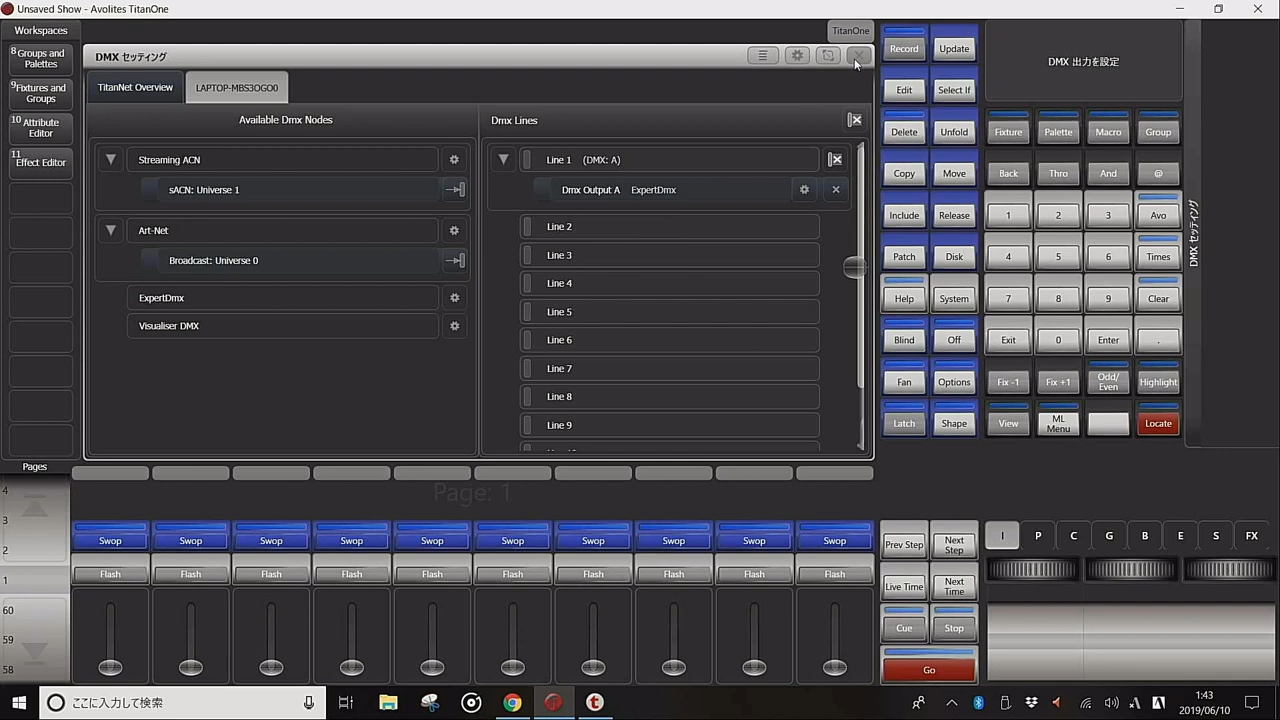 Unsaved Show - Avolites TitanOne
Workspaces
8 Groups and
Palettes
9 Fixtures and
Groups
10 Attribute
Editor
11
Effect Editor
TitanOne
DMX セッティング
TitanNet Overview
LAPTOP-MBS3OGO0
Available Dmx Nodes
Streaming ACN
sACN: Universe 1
Art-Net
Broadcast: Universe 0
ExpertDmx
Visualiser DMX
Dmx Lines
Line 1 (DMX: A)
Dmx Output A ExpertDmx
Line 2
Line 3
Line 4
Line 5
Line 6
Line 7
Line 8
Line 9
Record Update
Edit Select If
Delete Unfold
Copy Move
Include Release
Patch Disk
Help System
Blind Off
Fan Options
Latch Shape
DMX 出力を設定
Fixture Palette Macro Group
Back Thro And @
1 2 3 Avo
4 5 6 Times
7 8 9 Clear
Exit 0 Enter .
Fix -1 Fix +1 Odd/
Even Highlight
View ML
Menu Locate
DMX セッティング
Pages
4
3
2
1
60
59
58
Page: 1
Swop Swop Swop Swop Swop Swop Swop Swop Swop Swop
Flash Flash Flash Flash Flash Flash Flash Flash Flash Flash
Prev Step Next
Step
Live Time Next
Time
Cue Stop
Go
I P C G B E S FX
ここに入力して検索
A
1:43
2019/06/10